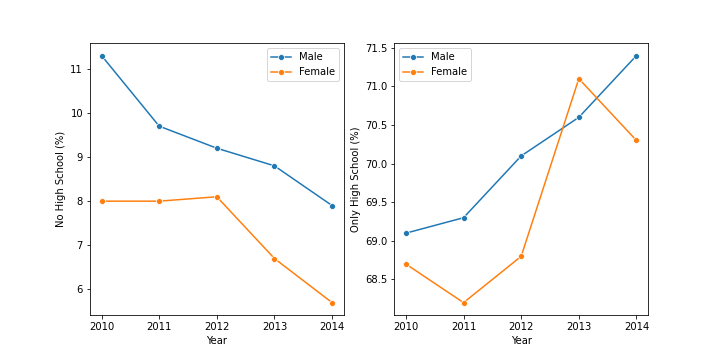 No High School (%)
11
10
9
8
7
6
Male
Female
2010 2011 2012 2013 2014
Year
Only High School (%)
71.5
71.0
70.5
70.0
69.5
69.0
68.5
Male
Female
2010 2011 2012 2013 2014
Year